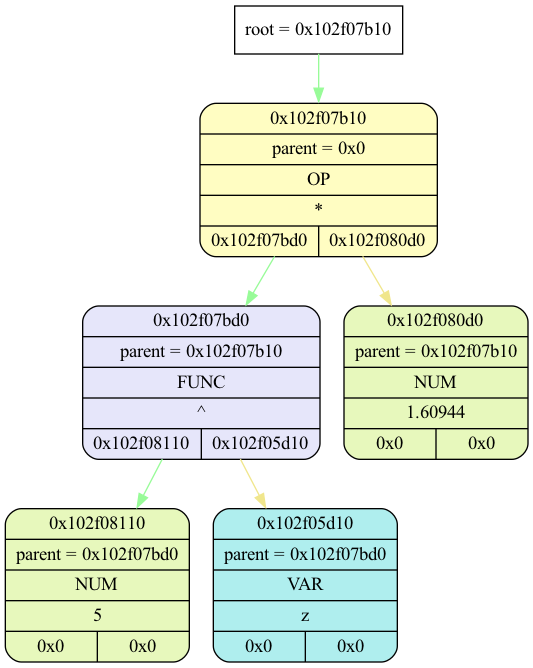 root = 0x102f07b10
0x102f07b10
parent = 0x0
OP
*
0x102f07bd0 0x102f080d0
0x102f07bd0
parent = 0x102f07b10
FUNC
^
0x102f08110 0x102f05d10
0x102f080d0
parent = 0x102f07b10
NUM
1.60944
0x0 0x0
0x102f08110
parent = 0x102f07bd0
NUM
5
0x0 0x0
0x102f05d10
parent = 0x102f07bd0
VAR
z
0x0 0x0